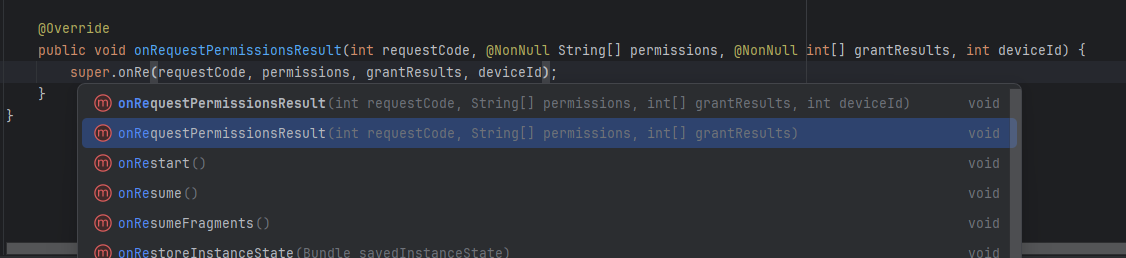 @Override
public void onRequestPermissionsResult(int requestCode, @NonNull String[] permissions, @NonNull int[] grantResults, int deviceId) {
super.onRe(requestCode, permissions, grantResults, deviceId);
}
}
m onRequestPermissionsResult(int requestCode, String[] permissions, int[] grantResults, int deviceId) void
m onRequestPermissionsResult(int requestCode, String[] permissions, int[] grantResults) void
m onRestart() void
m onResume() void
m onResumeFragments() void
m onRestoreInstanceState(Bundle savedInstanceState) void